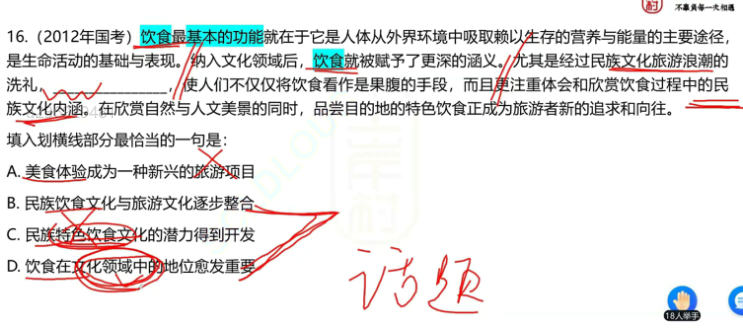 不辜负每一次相遇
16.（2012年国考）饮食最基本的功能就在于它是人体从外界环境中吸取赖以生存的营养与能量的主要途径，
是生命活动的基础与表现。纳入文化领域后，饮食就被赋予了更深的涵义。尤其是经过民族文化旅游浪潮的
洗礼，________________，使人们不仅仅将饮食看作是果腹的手段，而且更注重体会和欣赏饮食过程中的民
族文化内涵。在欣赏自然与人文美景的同时，品尝目的地的特色饮食正成为旅游者新的追求和向往。
填入划横线部分最恰当的一句是：
A. 美食体验成为一种新兴的旅游项目
B. 民族饮食文化与旅游文化逐步整合
C. 民族特色饮食文化的潜力得到开发
D. 饮食在文化领域中的地位愈发重要
话题
18人举手